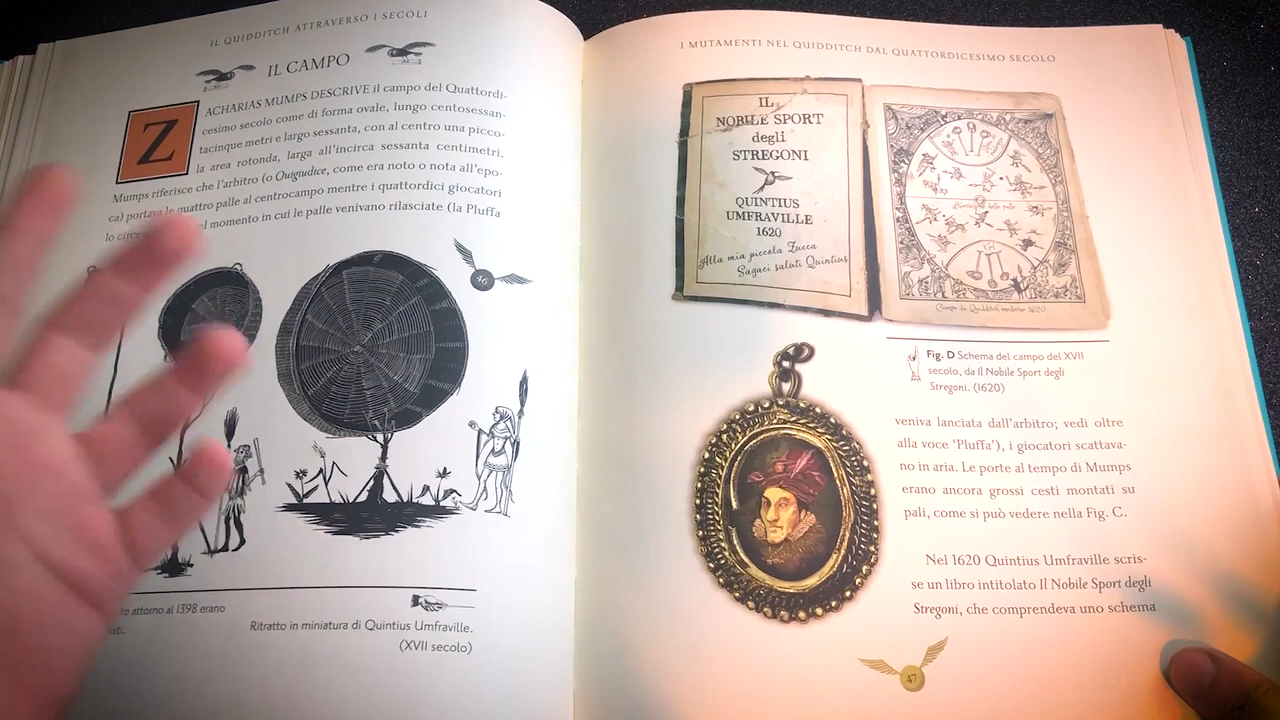 IL QUIDDITCH ATTRAVERSO I SECOLI
IL CAMPO
Z
ACHARIAS MUMPS DESCRIVE il campo del Quattordi-
cesimo secolo come di forma ovale, lungo centosessan-
tacinque metri e largo sessanta, con al centro una picco-
la area rotonda, larga all'incirca sessanta centimetri.
Mumps riferisce che l'arbitro (o Quigiudice, come era noto o nota all'epo-
ca) portava le quattro palle al centrocampo mentre i quattordici giocatori
lo el momento in cui le palle venivano rilasciate (la Pluffa
46
attorno al 1398 erano
Ritratto in miniatura di Quintius Umfraville.
(XVII secolo)
I MUTAMENTI NEL QUIDDITCH DAL QUATTORDICESIMO SECOLO
IL
NOBILE SPORT
degli
STREGONI
QUINTIUS
UMFRAVILLE
1620
Alla mia piccola Zucca
Sagaci saluti Quintius
Campo da Quidditch moderno 1620
Fig. D Schema del campo del XVII
secolo, da Il Nobile Sport degli
Stregoni. (1620)
veniva lanciata dall'arbitro; vedi oltre
alla voce 'Pluffa'), i giocatori scattava-
no in aria. Le porte al tempo di Mumps
erano ancora grossi cesti montati su
pali, come si può vedere nella Fig. C.
Nel 1620 Quintius Umfraville scris-
se un libro intitolato Il Nobile Sport degli
Stregoni, che comprendeva uno schema
47